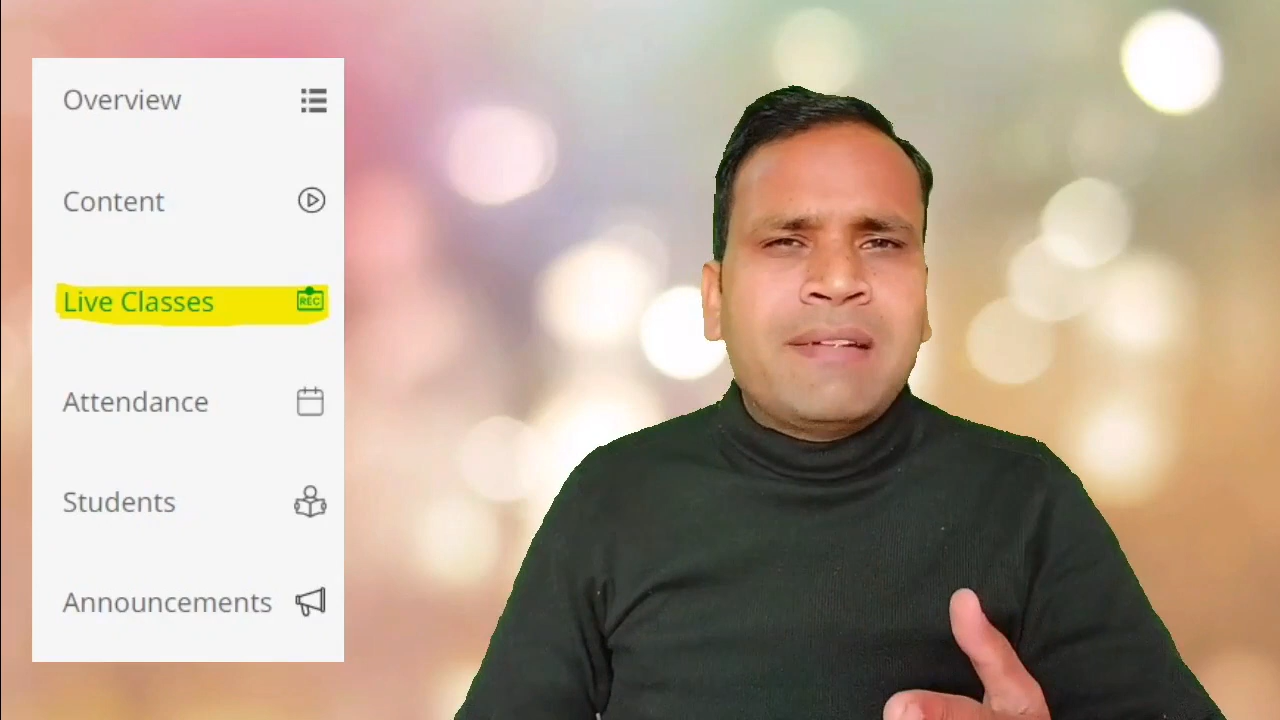 Overview
Content
Live Classes
REC
Attendance
Students
Announcements